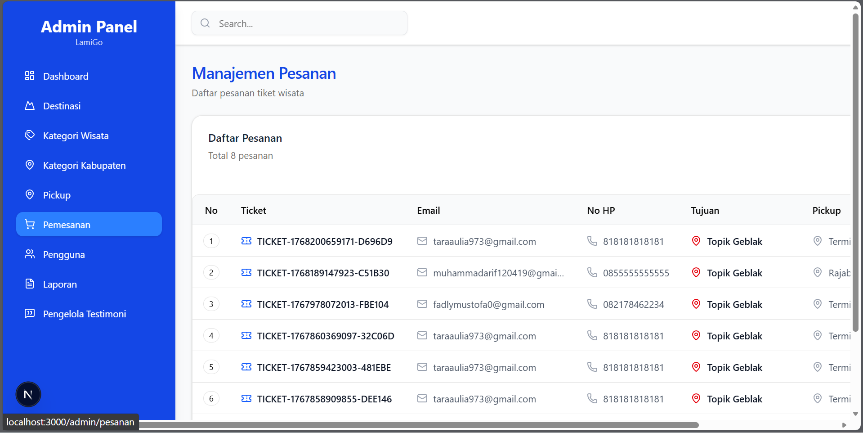 Admin Panel
LamiGo
Dashboard
Destinasi
Kategori Wisata
Kategori Kabupaten
Pickup
Pemesanan
Pengguna
Laporan
Pengelola Testimoni
N
localhost:3000/admin/pesanan
Search...
Manajemen Pesanan
Daftar pesanan tiket wisata
Daftar Pesanan
Total 8 pesanan
No Ticket Email No HP Tujuan Pickup
1 TICKET-1768200659171-D696D9 taraaulia973@gmail.com 818181818181 Topik Geblak Termi
2 TICKET-1768189147923-C51B30 muhammadarif120419@gmai... 0855555555555 Topik Geblak Rajab
3 TICKET-1767978072013-FBE104 fadlymustofa0@gmail.com 082178462234 Topik Geblak Termi
4 TICKET-1767860369097-32C06D taraaulia973@gmail.com 818181818181 Topik Geblak Termi
5 TICKET-1767859423003-481EBE taraaulia973@gmail.com 818181818181 Topik Geblak Termi
6 TICKET-1767858909855-DEE146 taraaulia973@gmail.com 818181818181 Topik Geblak Termi